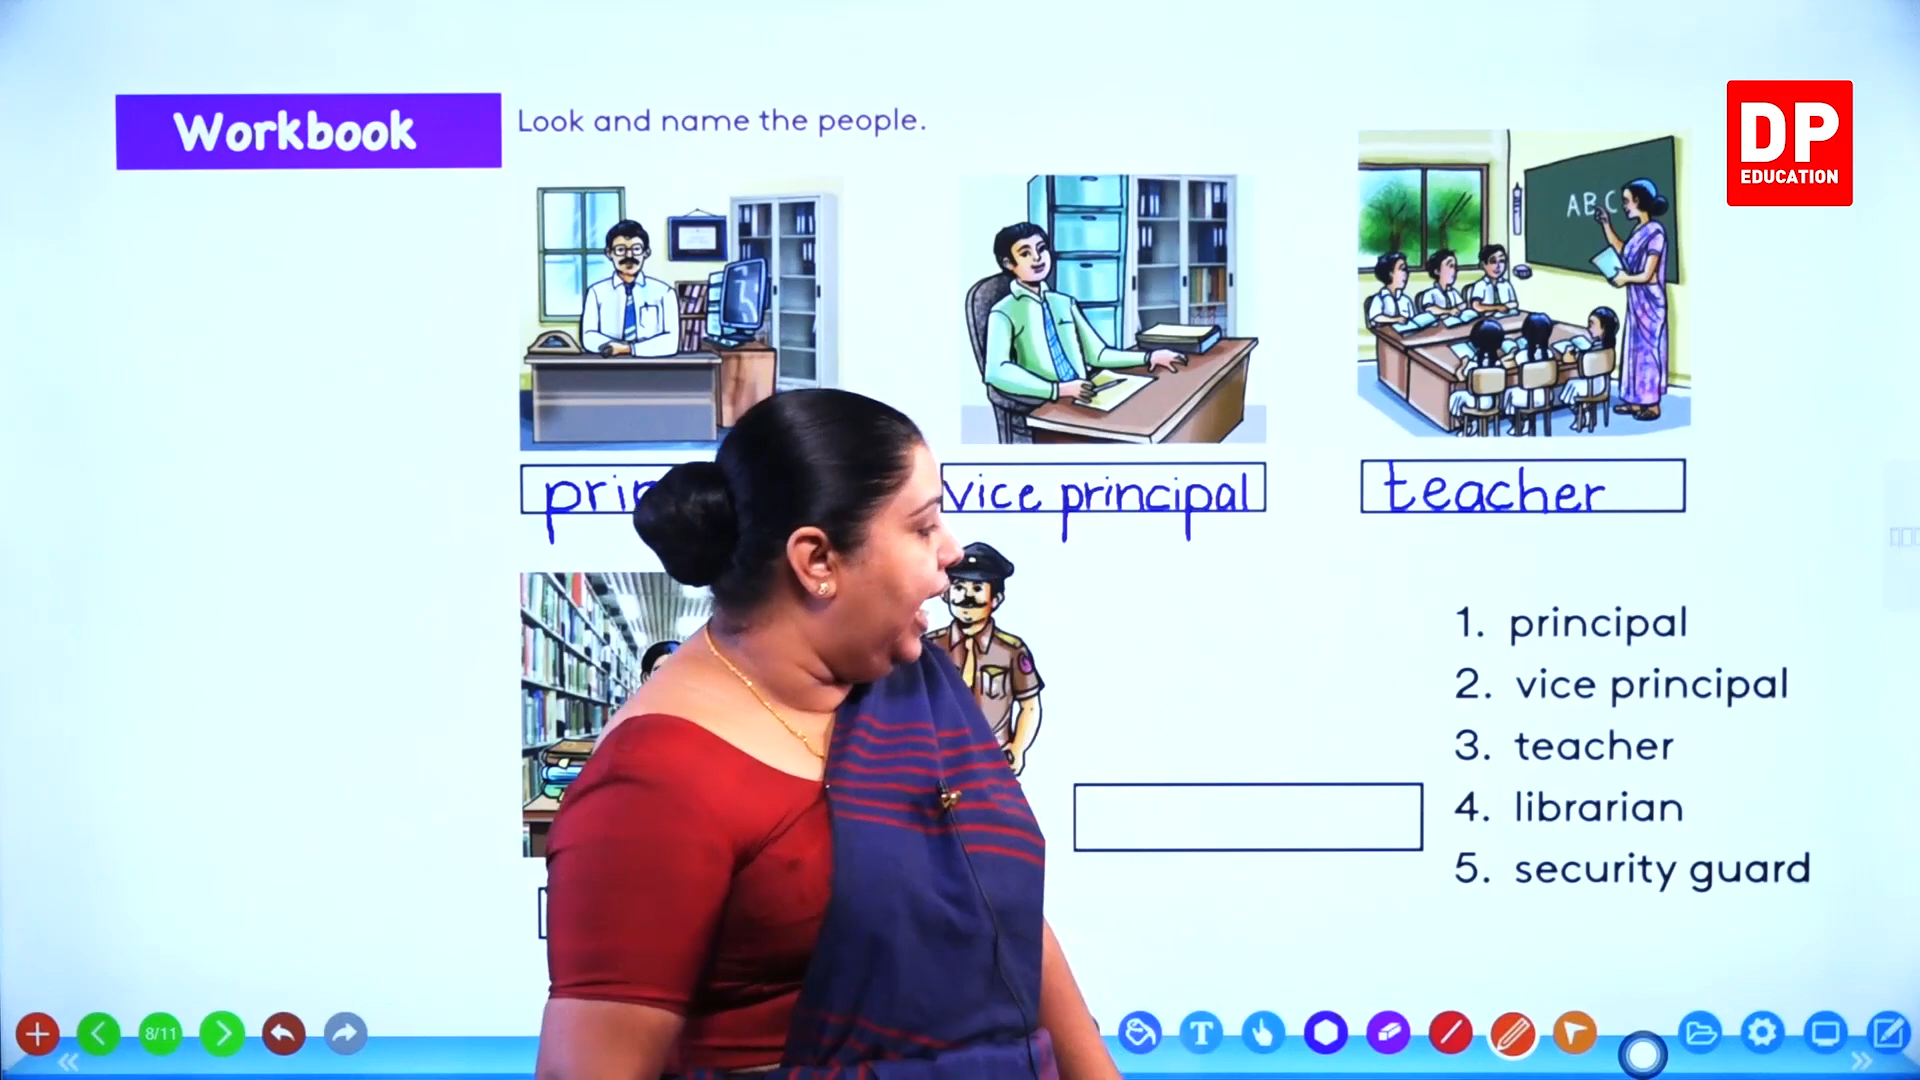 Workbook
Look and name the people.
DP
EDUCATION
ABC
vice principal
teacher
1. principal
2. vice principal
3. teacher
4. librarian
5. security guard
8/11
T